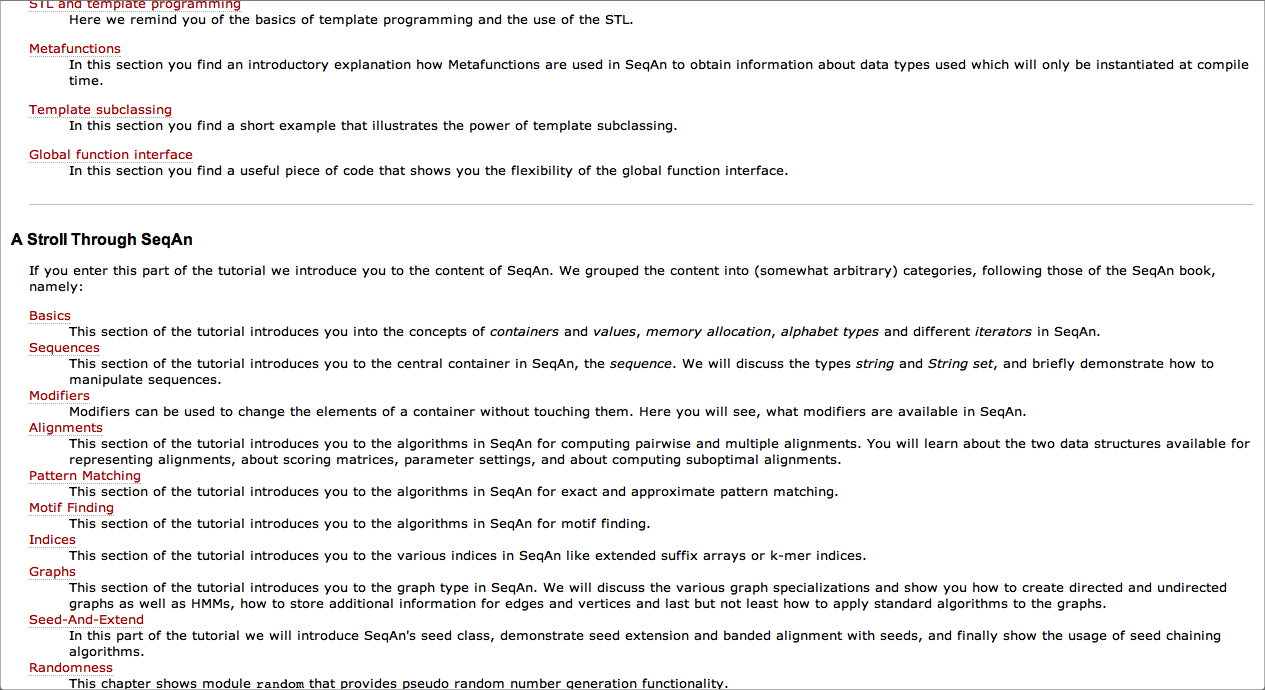 STL and template programming
Here we remind you of the basics of template programming and the use of the STL.
Metafunctions
In this section you find an introductory explanation how Metafunctions are used in SeqAn to obtain information about data types used which will only be instantiated at compile
time.
Template subclassing
In this section you find a short example that illustrates the power of template subclassing.
Global function interface
In this section you find a useful piece of code that shows you the flexibility of the global function interface.
A Stroll Through SeqAn
If you enter this part of the tutorial we introduce you to the content of SeqAn. We grouped the content into (somewhat arbitrary) categories, following those of the SeqAn book,
namely:
Basics
This section of the tutorial introduces you into the concepts of containers and values, memory allocation, alphabet types and different iterators in SeqAn.
Sequences
This section of the tutorial introduces you to the central container in SeqAn, the sequence. We will discuss the types string and String set, and briefly demonstrate how to
manipulate sequences.
Modifiers
Modifiers can be used to change the elements of a container without touching them. Here you will see, what modifiers are available in SeqAn.
Alignments
This section of the tutorial introduces you to the algorithms in SeqAn for computing pairwise and multiple alignments. You will learn about the two data structures available for
representing alignments, about scoring matrices, parameter settings, and about computing suboptimal alignments.
Pattern Matching
This section of the tutorial introduces you to the algorithms in SeqAn for exact and approximate pattern matching.
Motif Finding
This section of the tutorial introduces you to the algorithms in SeqAn for motif finding.
Indices
This section of the tutorial introduces you to the various indices in SeqAn like extended suffix arrays or k-mer indices.
Graphs
This section of the tutorial introduces you to the graph type in SeqAn. We will discuss the various graph specializations and show you how to create directed and undirected
graphs as well as HMMs, how to store additional information for edges and vertices and last but not least how to apply standard algorithms to the graphs.
Seed-And-Extend
In this part of the tutorial we will introduce SeqAn's seed class, demonstrate seed extension and banded alignment with seeds, and finally show the usage of seed chaining
algorithms.
Randomness
This chapter shows module random that provides pseudo random number generation functionality.